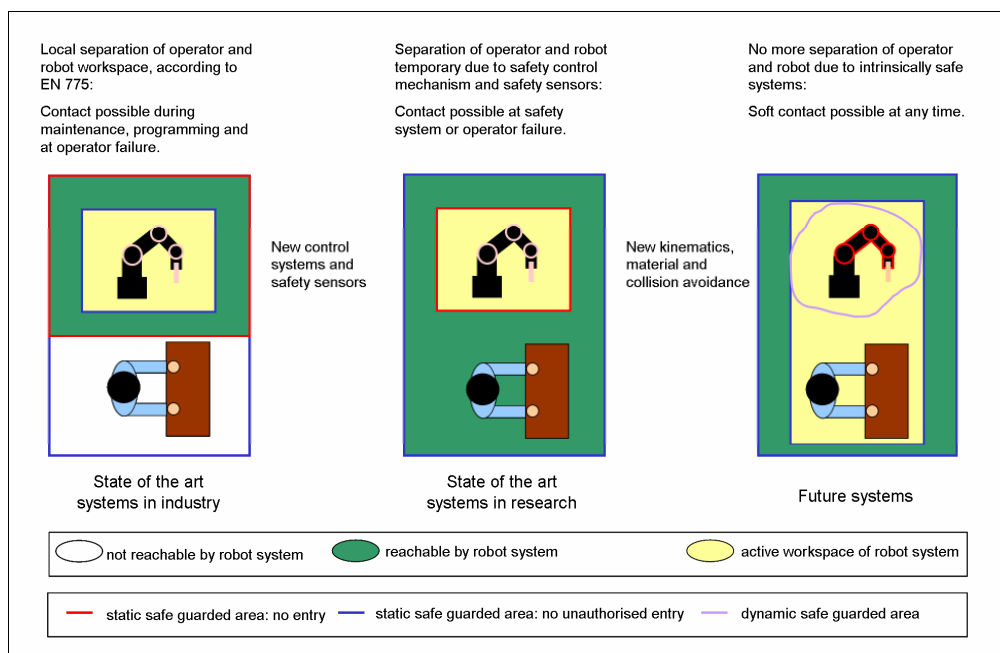 Local separation of operator and
robot workspace, according to
EN 775:
Contact possible during
maintenance, programming and
at operator failure.
Separation of operator and robot
temporary due to safety control
mechanism and safety sensors:
Contact possible at safety
system or operator failure.
No more separation of operator
and robot due to intrinsically safe
systems:
Soft contact possible at any time.
New control
systems and
safety sensors
New kinematics,
material and
collision avoidance
State of the art
systems in industry
State of the art
systems in research
Future systems
not reachable by robot system
reachable by robot system
active workspace of robot system
static safe guarded area: no entry
static safe guarded area: no unauthorised entry
dynamic safe guarded area